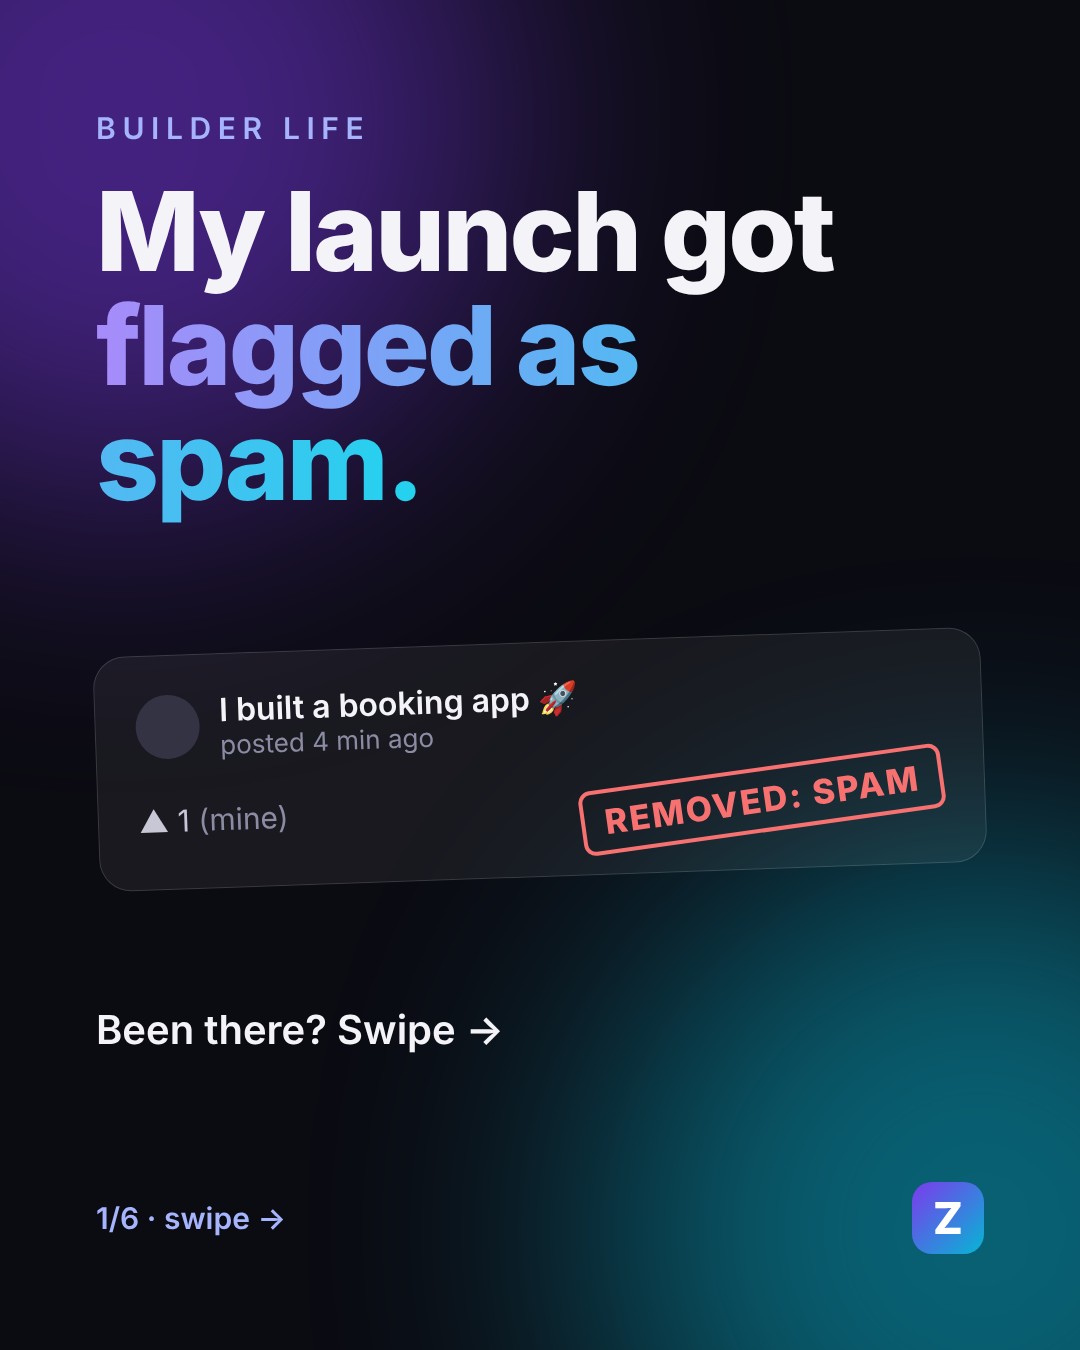 BUILDER LIFE
My launch got
flagged as
spam.
I built a booking app 🚀
posted 4 min ago
▲ 1 (mine)
REMOVED: SPAM
Been there? Swipe →
1/6 · swipe →
Z